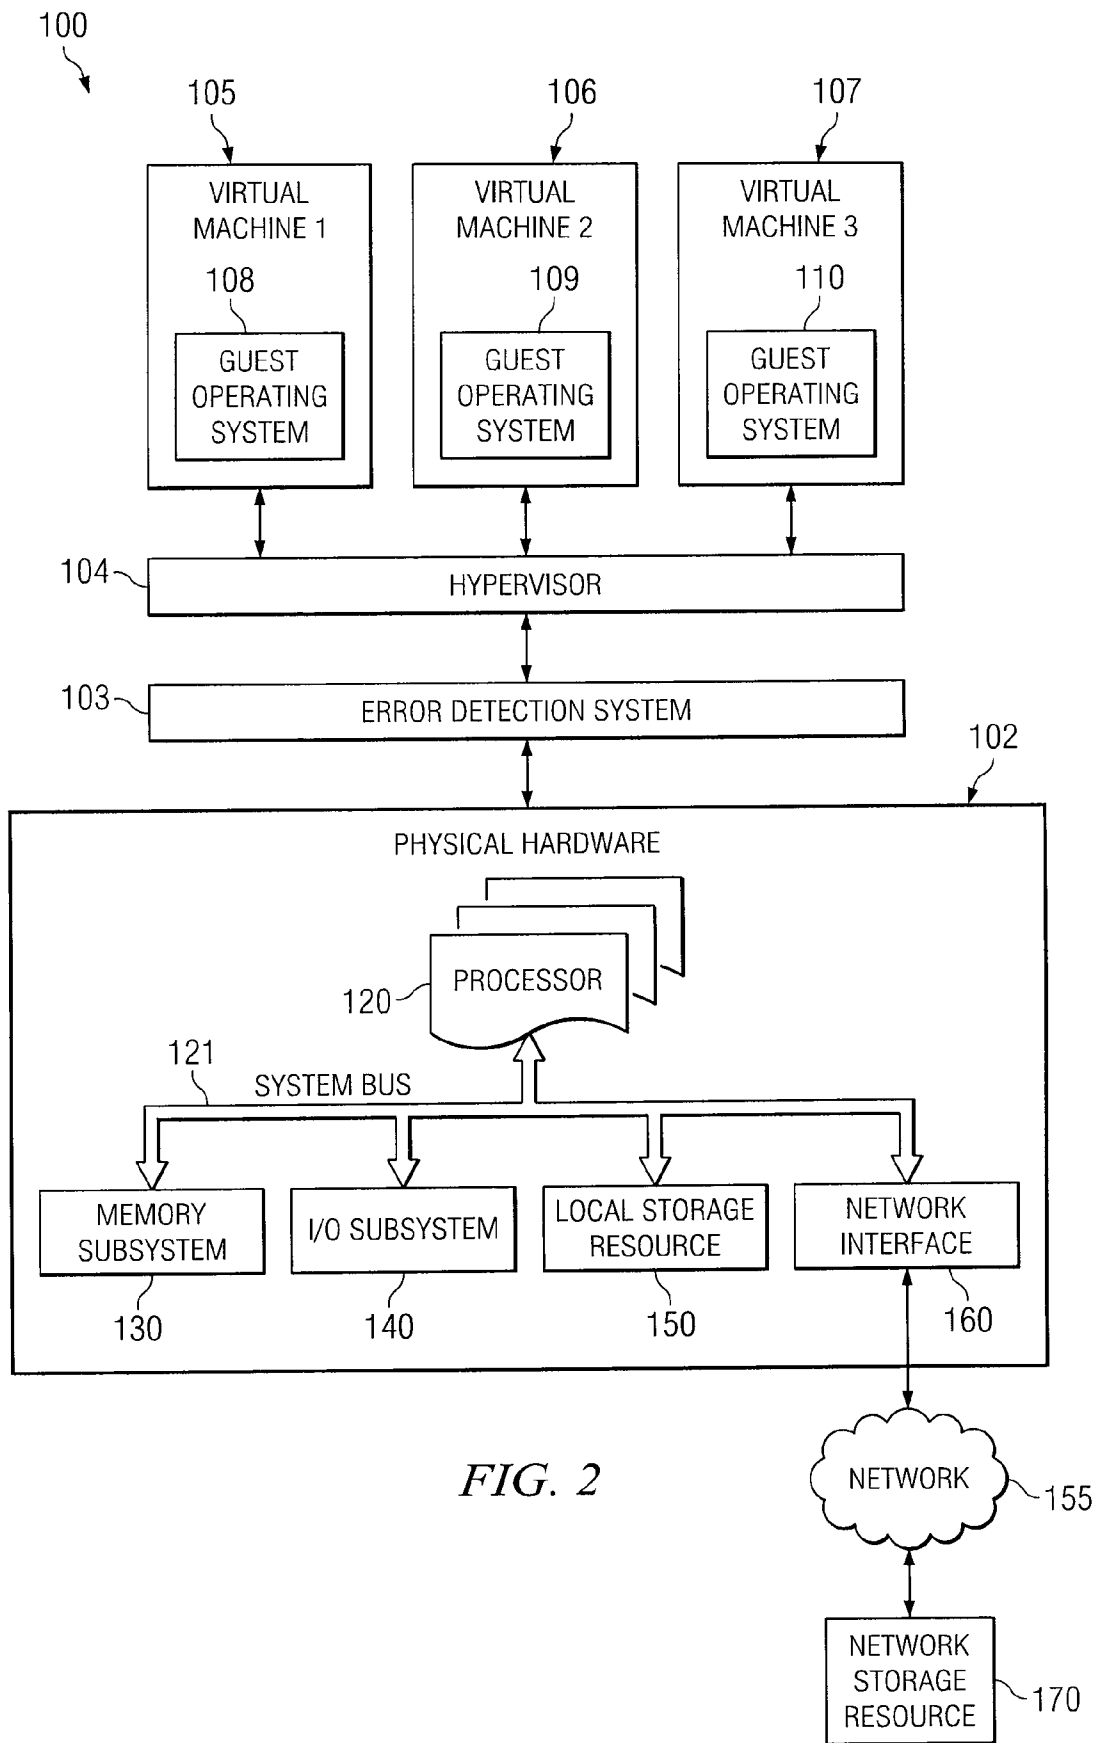 100
105
106
107
VIRTUAL
MACHINE 1
VIRTUAL
MACHINE 2
VIRTUAL
MACHINE 3
108
109
110
GUEST
OPERATING
SYSTEM
GUEST
OPERATING
SYSTEM
GUEST
OPERATING
SYSTEM
104
HYPERVISOR
103
ERROR DETECTION SYSTEM
102
PHYSICAL HARDWARE
PROCESSOR
120
121
SYSTEM BUS
MEMORY
SUBSYSTEM
I/O SUBSYSTEM
LOCAL STORAGE
RESOURCE
NETWORK
INTERFACE
130
140
150
160
FIG. 2
NETWORK
155
NETWORK
STORAGE
RESOURCE
170